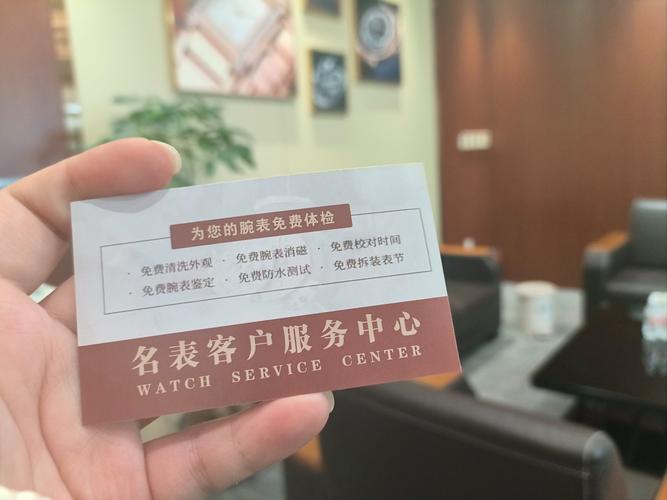 为您的腕表免费体检
· 免费清洗外观 · 免费腕表消磁 · 免费校对时间
· 免费腕表鉴定 · 免费防水测试 · 免费拆装表节
名表客户服务中心
WATCH SERVICE CENTER